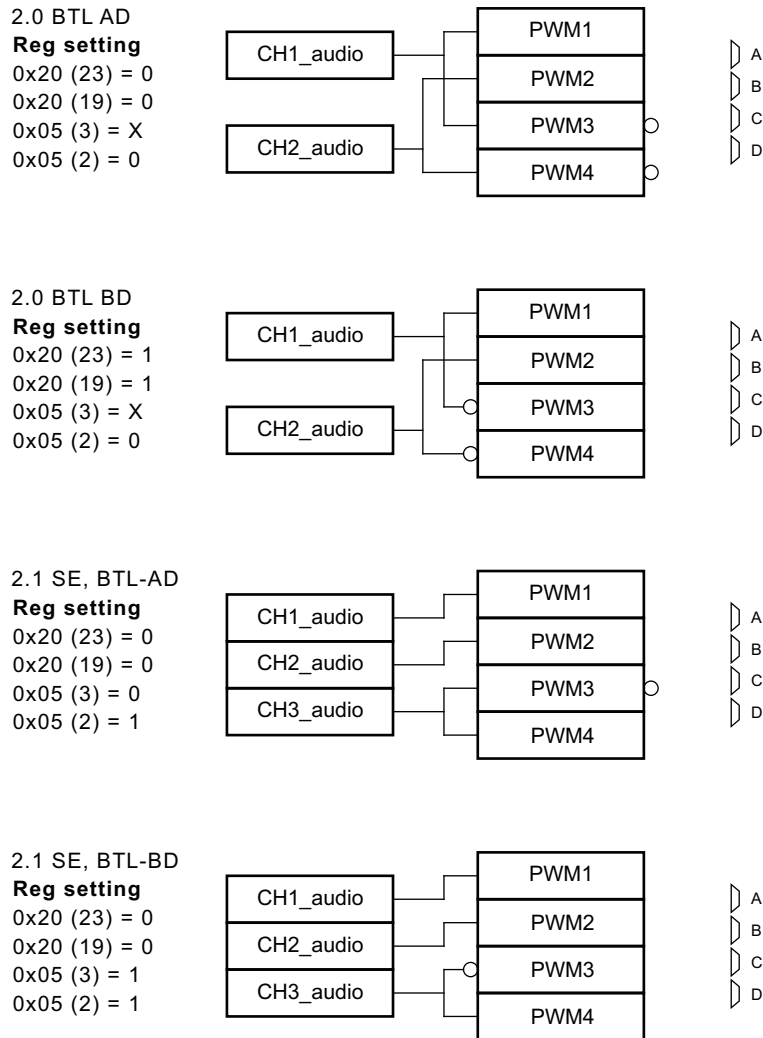 2.0 BTL AD
Reg setting
0x20 (23) = 0
0x20 (19) = 0
0x05 (3) = X
0x05 (2) = 0
CH1_audio
CH2_audio
PWM1
PWM2
PWM3
PWM4
A
B
C
D
2.0 BTL BD
Reg setting
0x20 (23) = 1
0x20 (19) = 1
0x05 (3) = X
0x05 (2) = 0
CH1_audio
CH2_audio
PWM1
PWM2
PWM3
PWM4
A
B
C
D
2.1 SE, BTL-AD
Reg setting
0x20 (23) = 0
0x20 (19) = 0
0x05 (3) = 0
0x05 (2) = 1
CH1_audio
CH2_audio
CH3_audio
PWM1
PWM2
PWM3
PWM4
A
B
C
D
2.1 SE, BTL-BD
Reg setting
0x20 (23) = 0
0x20 (19) = 0
0x05 (3) = 1
0x05 (2) = 1
CH1_audio
CH2_audio
CH3_audio
PWM1
PWM2
PWM3
PWM4
A
B
C
D